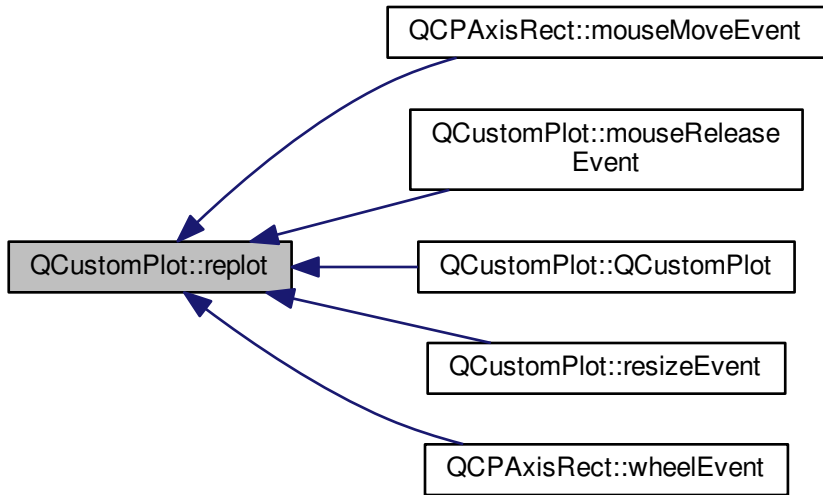 QCPAxisRect::mouseMoveEvent
QCustomPlot::mouseRelease
Event
QCustomPlot::replot
QCustomPlot::QCustomPlot
QCustomPlot::resizeEvent
QCPAxisRect::wheelEvent